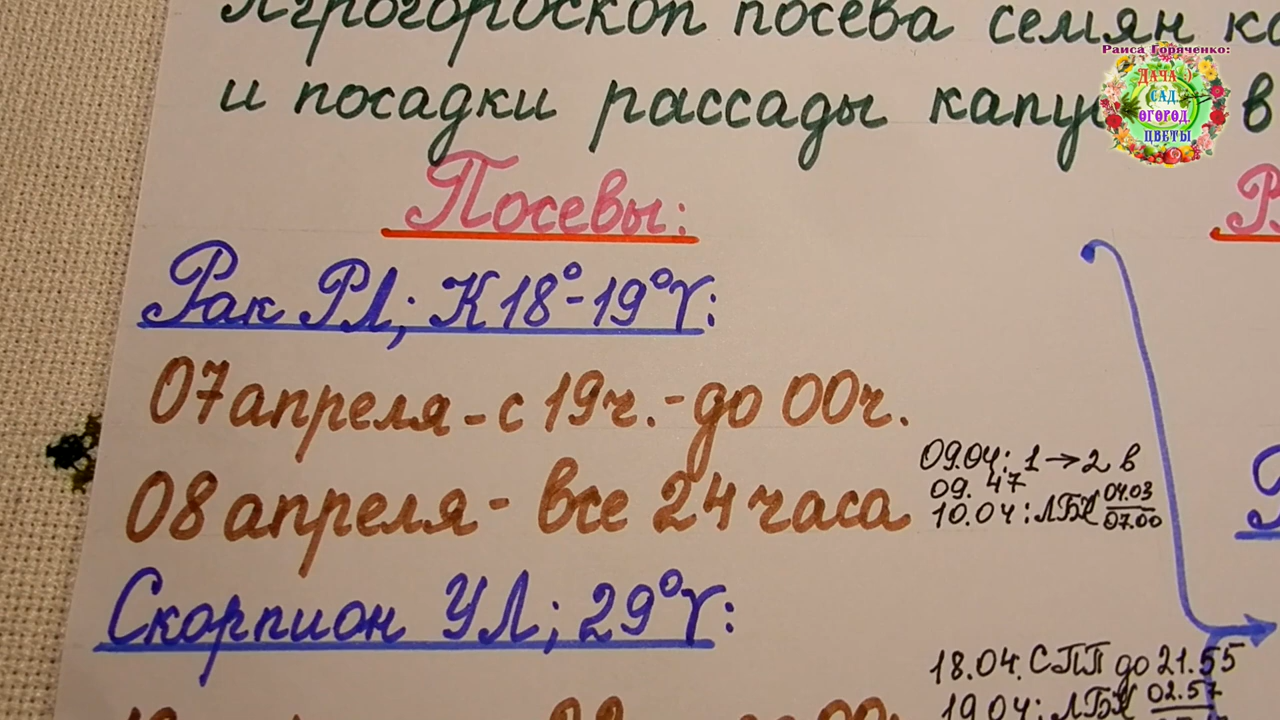 Агрогороскоп посева семян
и посадки рассады в
Раиса Горяченко:
ДАЧА
САД,
ОГОРОД,
ЦВЕТЫ
Посевы:
Рак РЛ; К 18°-19°♈:
07 апреля - с 19ч. - до 00ч.
08 апреля - все 24 часа
09.04: 1→2 в
09. 47
10.04: ЛБК 04.03
07.00
Скорпион УЛ; 29°♈:
18.04. СПП до 21.55
19.04: ЛБК 02.57